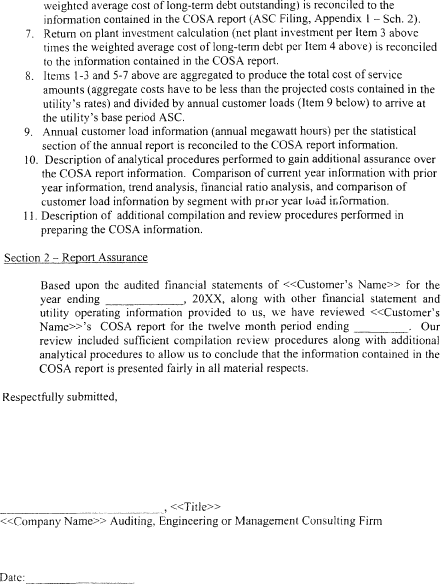 weighted average cost of long-term debt outstanding) is reconciled to the
information contained in the COSA report (ASC Filing, Appendix 1 – Sch. 2).
7. Return on plant investment calculation (net plant investment per Item 3 above
times the weighted average cost of long-term debt per Item 4 above) is reconciled
to the information contained in the COSA report.
8. Items 1-3 and 5-7 above are aggregated to produce the total cost of service
amounts (aggregate costs have to be less than the projected costs contained in the
utility's rates) and divided by annual customer loads (Item 9 below) to arrive at
the utility's base period ASC.
9. Annual customer load information (annual megawatt hours) per the statistical
section of the annual report is reconciled to the COSA report information.
10. Description of analytical procedures performed to gain additional assurance over
the COSA report information. Comparison of current year information with prior
year information, trend analysis, financial ratio analysis, and comparison of
customer load information by segment with prior year load information.
11. Description of additional compilation and review procedures performed in
preparing the COSA information.
Section 2 – Report Assurance
Based upon the audited financial statements of <<Customer's Name>> for the
year ending ____________, 20XX, along with other financial statement and
utility operating information provided to us, we have reviewed <<Customer's
Name>>'s COSA report for the twelve month period ending _________. Our
review included sufficient compilation review procedures along with additional
analytical procedures to allow us to conclude that the information contained in the
COSA report is presented fairly in all material respects.
Respectfully submitted,
___________________________, <<Title>>
<<Company Name>> Auditing, Engineering or Management Consulting Firm
Date:__________________